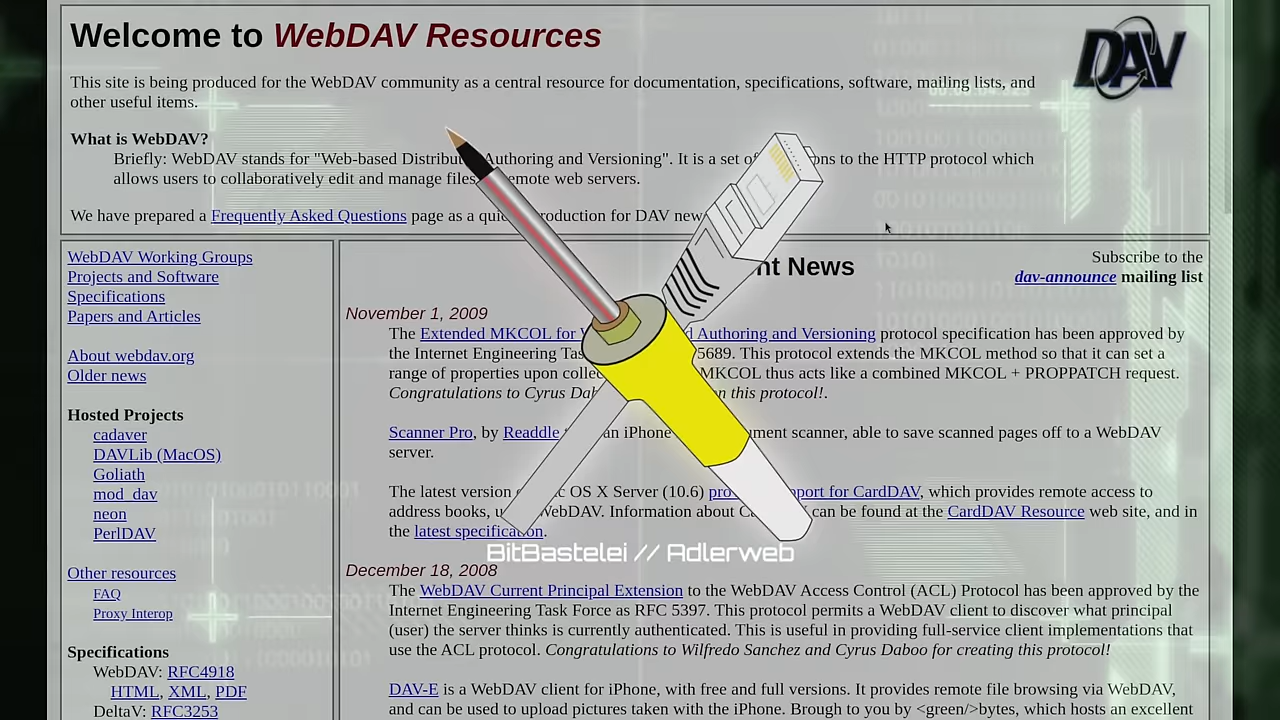 Welcome to WebDAV Resources
DAV
This site is being produced for the WebDAV community as a central resource for documentation, specifications, software, mailing lists, and
other useful items.
What is WebDAV?
Briefly: WebDAV stands for "Web-based Authoring and Versioning". It is a set of to the HTTP protocol which
allows users to collaboratively edit and manage files remote web servers.
We have prepared a Frequently Asked Questions page as a for DAV
WebDAV Working Groups
Projects and Software
Specifications
Papers and Articles
About webdav.org
Older news
Hosted Projects
cadaver
DAVLib (MacOS)
Goliath
mod_dav
neon
PerlDAV
Other resources
FAQ
Proxy Interop
Specifications
WebDAV: RFC4918
HTML, XML, PDF
DeltaV: RFC3253
News
Subscribe to the
dav-announce mailing list
November 1, 2009
The Extended MKCOL for Authoring and Versioning protocol specification has been approved by
the Internet Engineering 5689. This protocol extends the MKCOL method so that it can set a
range of properties upon MKCOL thus acts like a combined MKCOL + PROPPATCH request.
Congratulations to Cyrus on this protocol!.
Scanner Pro, by Readdle an iPhone scanner, able to save scanned pages off to a WebDAV
server.
The latest version OS X Server (10.6) for CardDAV, which provides remote access to
address books, WebDAV. Information about can be found at the CardDAV Resource web site, and in
the latest specification.
BitBastelei // Adlerweb
December 18, 2008
The WebDAV Current Principal Extension to the WebDAV Access Control (ACL) Protocol has been approved by the
Internet Engineering Task Force as RFC 5397. This protocol permits a WebDAV client to discover what principal
(user) the server thinks is currently authenticated. This is useful in providing full-service client implementations that
use the ACL protocol. Congratulations to Wilfredo Sanchez and Cyrus Daboo for creating this protocol!
DAV-E is a WebDAV client for iPhone, with free and full versions. It provides remote file browsing via WebDAV,
and can be used to upload pictures taken with the iPhone. Brought to you by <green/>bytes, which hosts an excellent